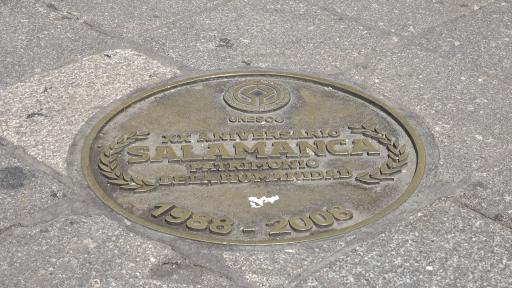 UNESCO
XX ANIVERSARIO
SALAMANCA
PATRIMONIO
DE LA HUMANIDAD
1988 - 2008